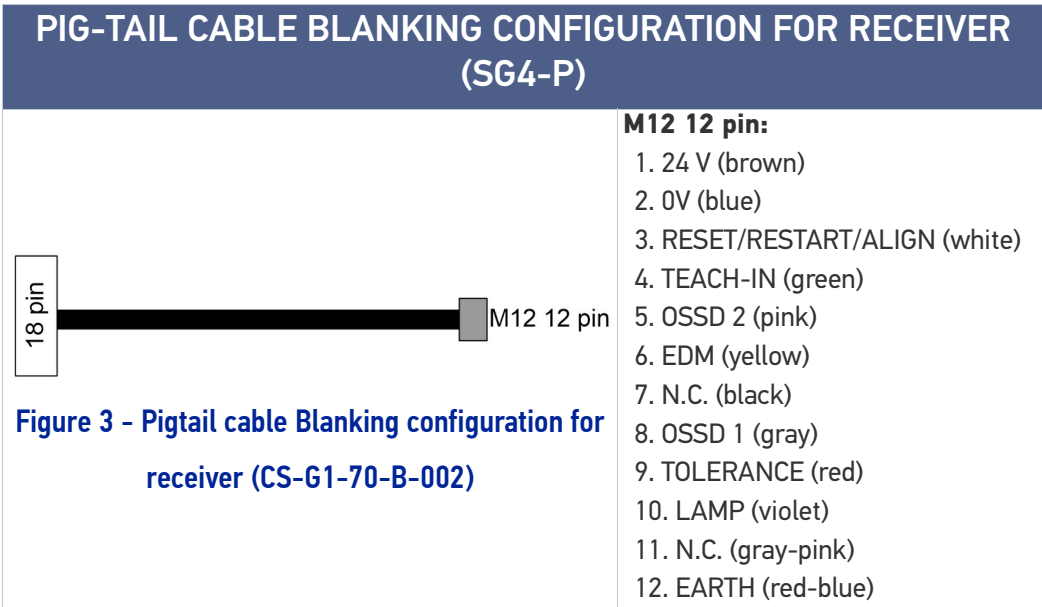 PIG-TAIL CABLE BLANKING CONFIGURATION FOR RECEIVER
(SG4-P)
18 pin
M12 12 pin
Figure 3 - Pigtail cable Blanking configuration for
receiver (CS-G1-70-B-002)
M12 12 pin:
1. 24 V (brown)
2. 0V (blue)
3. RESET/RESTART/ALIGN (white)
4. TEACH-IN (green)
5. OSSD 2 (pink)
6. EDM (yellow)
7. N.C. (black)
8. OSSD 1 (gray)
9. TOLERANCE (red)
10. LAMP (violet)
11. N.C. (gray-pink)
12. EARTH (red-blue)